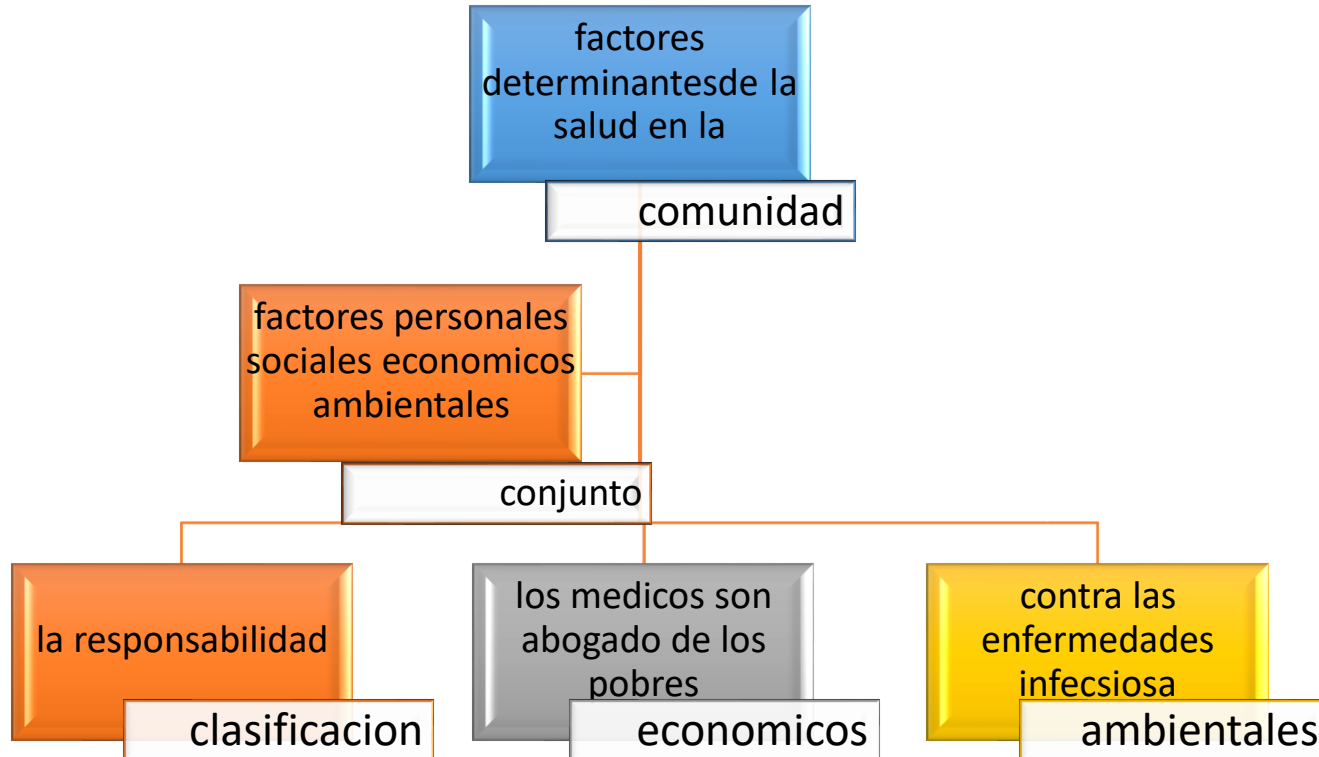 factores
determinantesde la
salud en la
comunidad
factores personales
sociales economicos
ambientales
conjunto
la responsabilidad
clasificacion
los medicos son
abogado de los
pobres
economicos
contra las
enfermedades
infecsiosa
ambientales